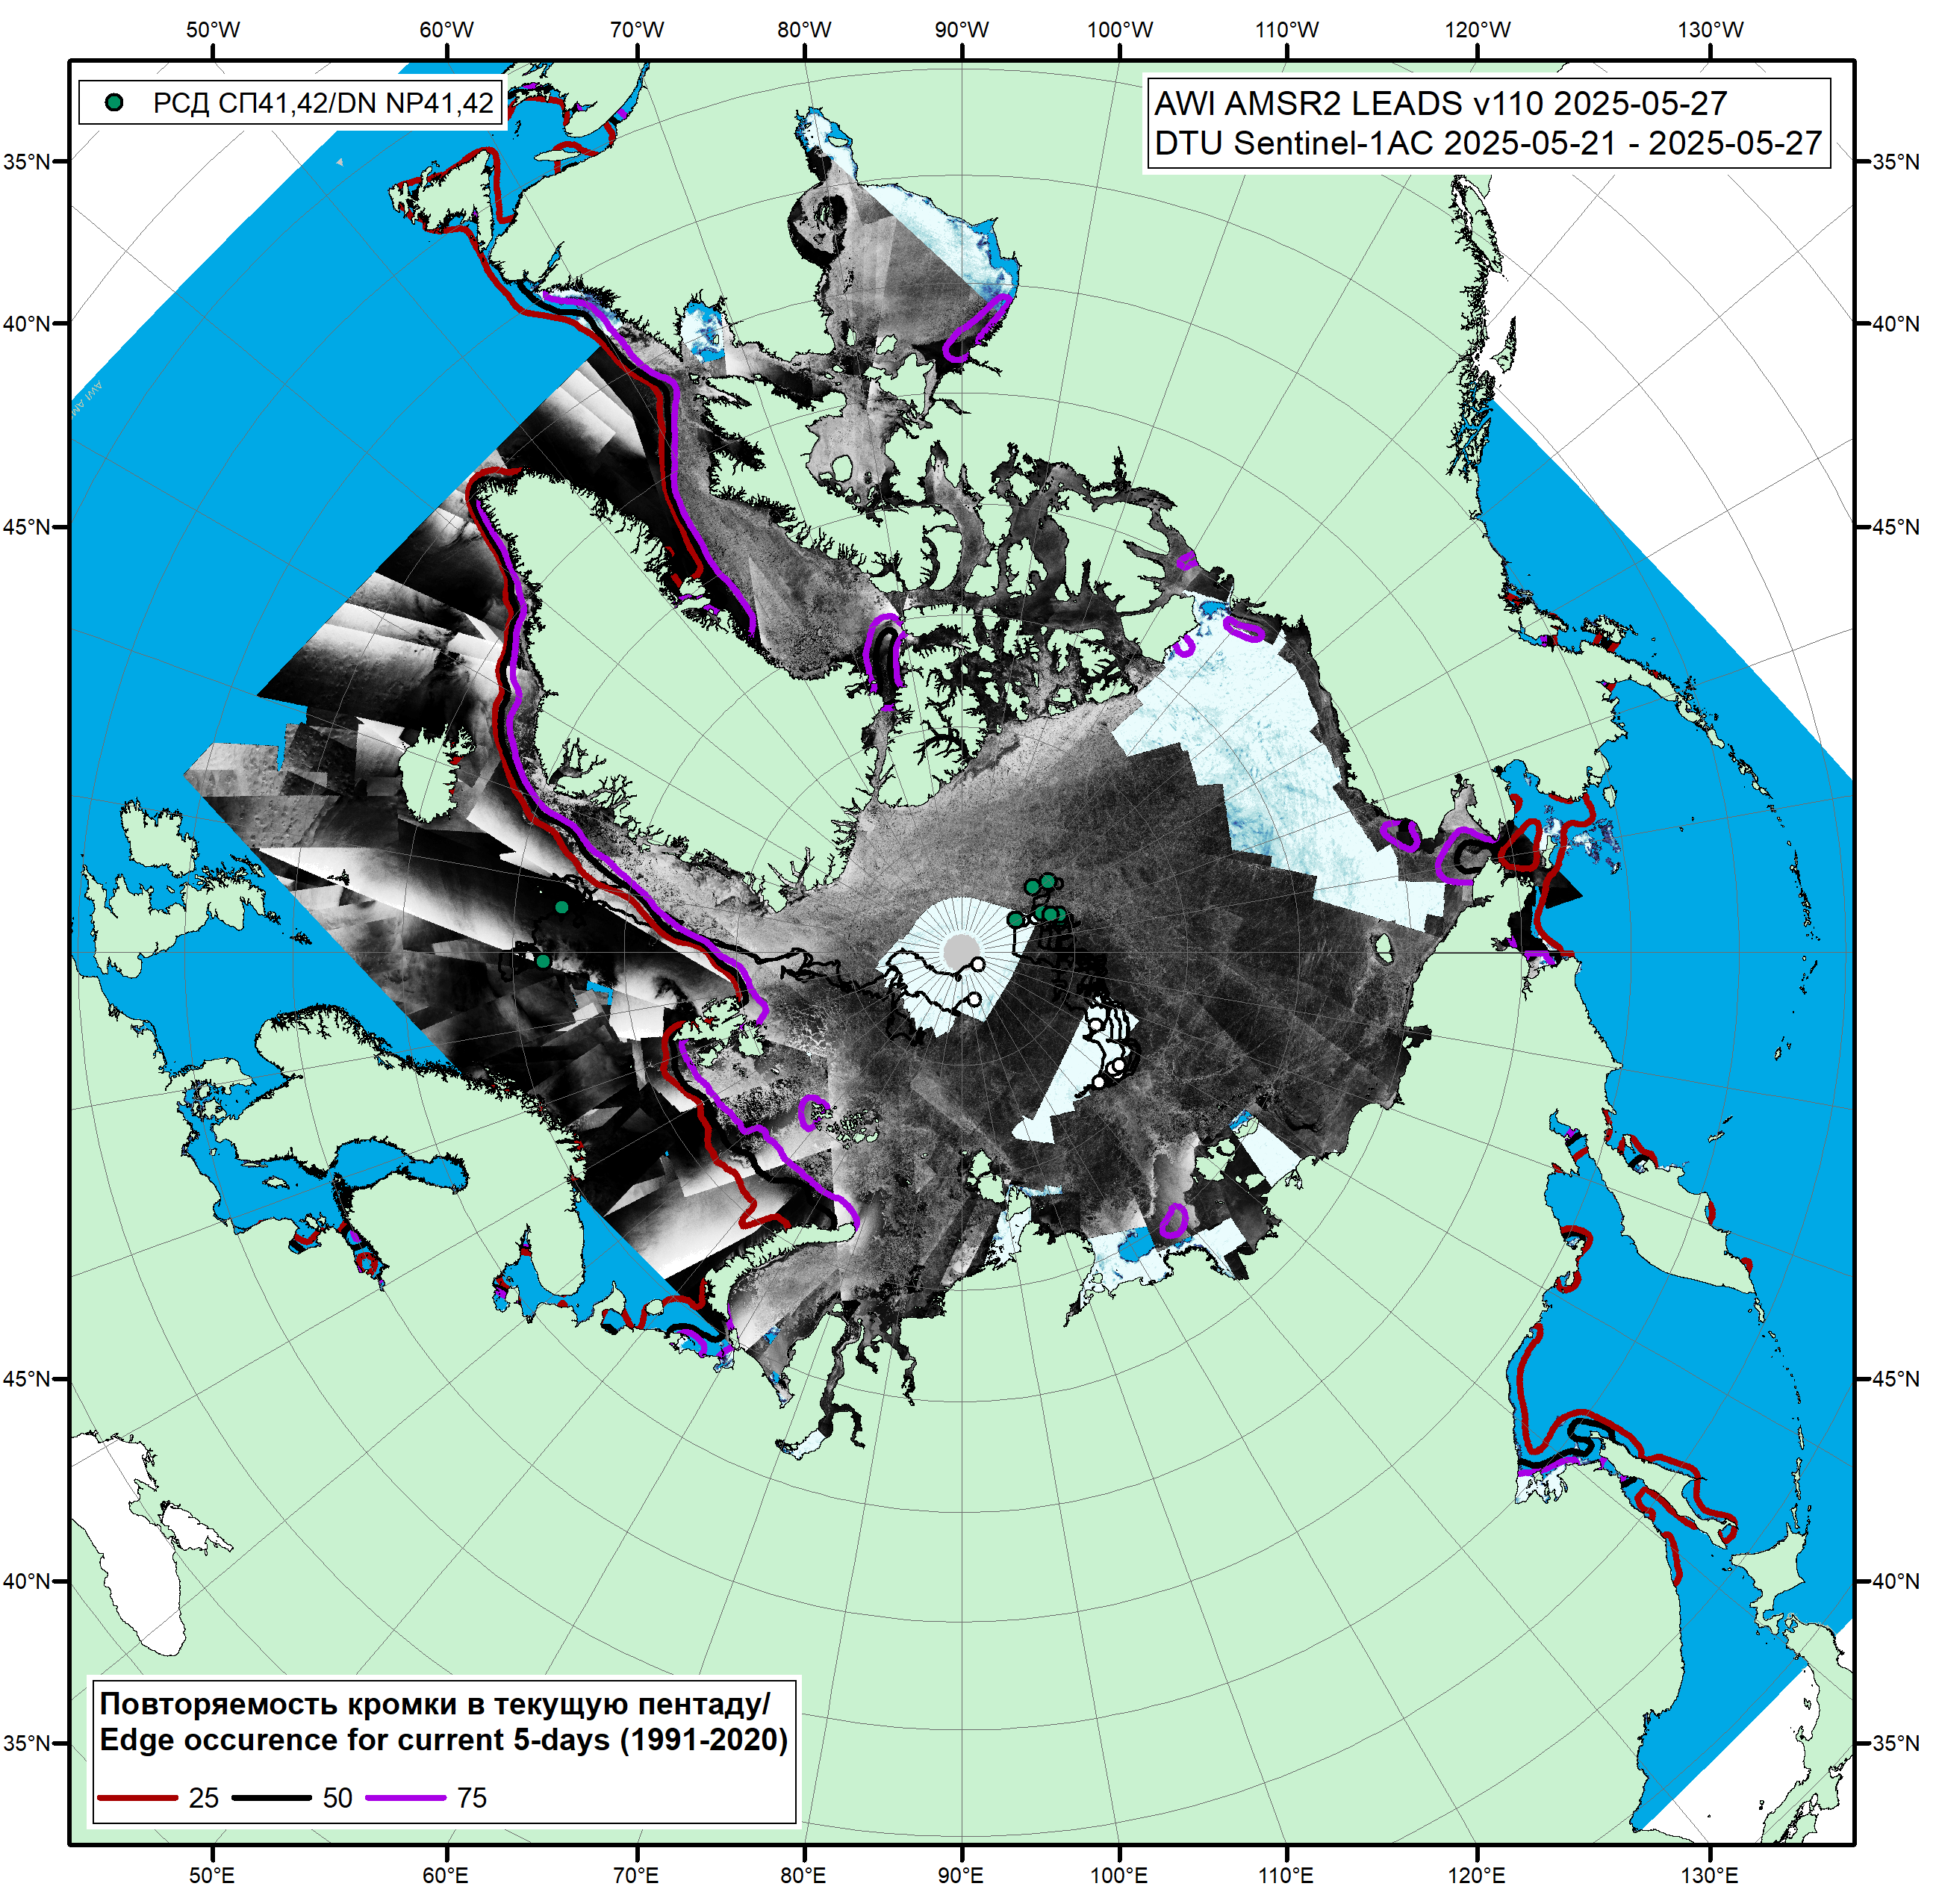 50°W 60°W 70°W 80°W 90°W 100°W 110°W 120°W 130°W
РСД СП41,42/DN NP41,42
AWI AMSR2 LEADS v110 2025-05-27
DTU Sentinel-1AC 2025-05-21 - 2025-05-27
35°N 35°N
40°N 40°N
45°N 45°N
45°N 45°N
40°N 40°N
35°N 35°N
Повторяемость кромки в текущую пентаду/
Edge occurence for current 5-days (1991-2020)
25 50 75
50°E 60°E 70°E 80°E 90°E 100°E 110°E 120°E 130°E